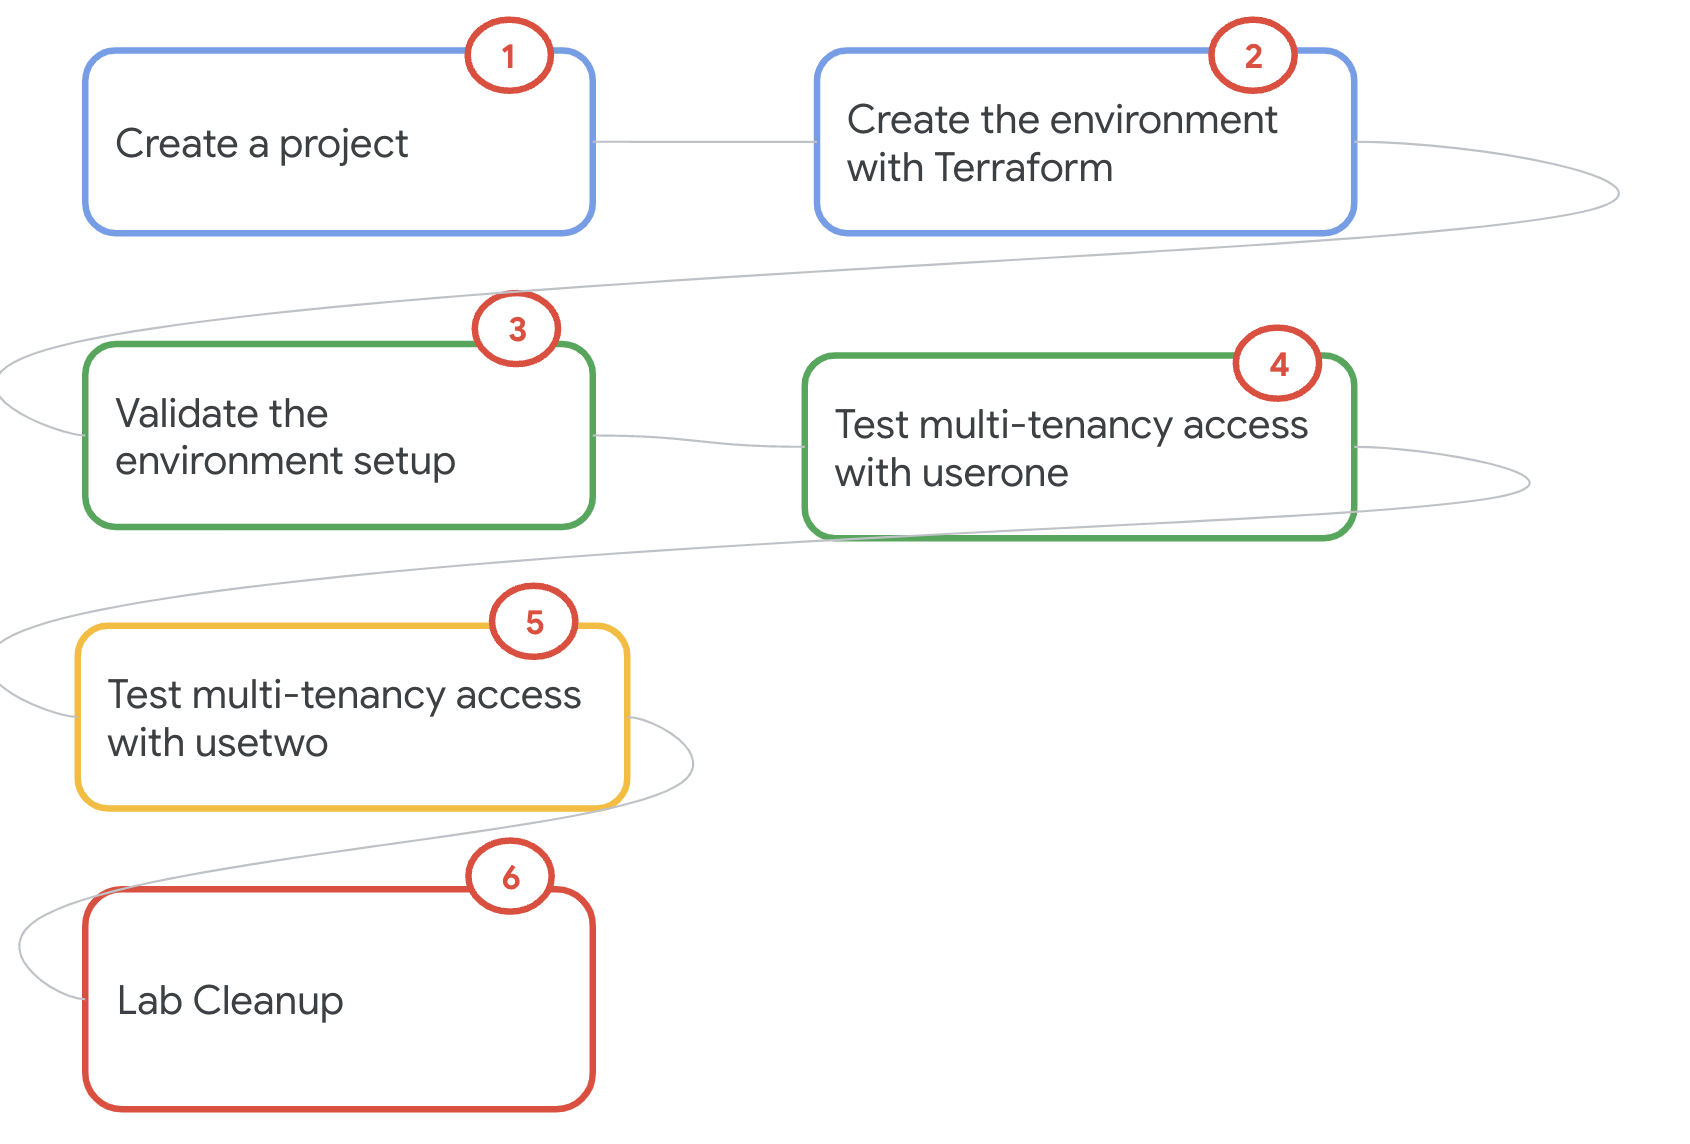 1
Create a project
2
Create the environment
with Terraform
3
Validate the
environment setup
4
Test multi-tenancy access
with userone
5
Test multi-tenancy access
with usetwo
6
Lab Cleanup